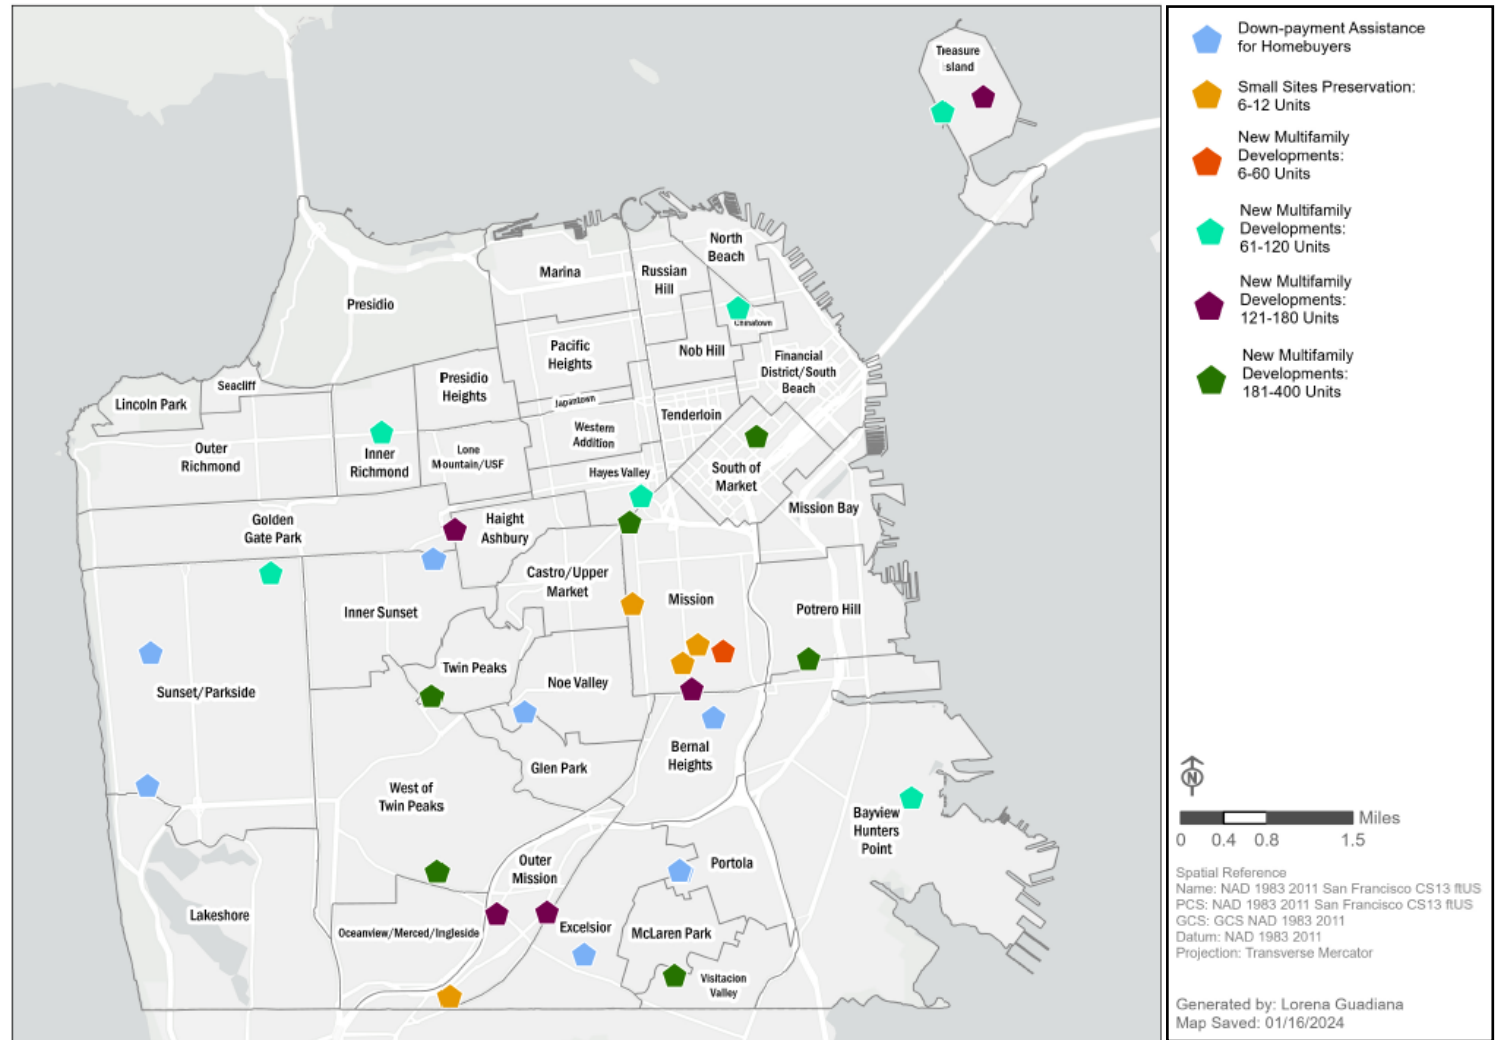 Treasure
Island
North
Beach
Marina
Russian
Hill
Presidio
Chinatown
Pacific
Heights
Nob Hill
Financial
District/South
Beach
Seacliff
Presidio
Heights
Lincoln Park
Japantown
Tenderloin
Western
Addition
Outer
Richmond
Inner
Richmond
Lone
Mountain/USF
Hayes Valley
South of
Market
Mission Bay
Golden
Gate Park
Haight
Ashbury
Castro/Upper
Market
Mission
Potrero Hill
Inner Sunset
Twin Peaks
Noe Valley
Sunset/Parkside
Bernal
Heights
Glen Park
West of
Twin Peaks
Bayview
Hunters
Point
Outer
Mission
Portola
Lakeshore
Oceanview/Merced/Ingleside
Excelsior
McLaren Park
Visitacion
Valley
Down-payment Assistance
for Homebuyers
Small Sites Preservation:
6-12 Units
New Multifamily
Developments:
6-60 Units
New Multifamily
Developments:
61-120 Units
New Multifamily
Developments:
121-180 Units
New Multifamily
Developments:
181-400 Units
N
Miles
0 0.4 0.8 1.5
Spatial Reference
Name: NAD 1983 2011 San Francisco CS13 ftUS
PCS: NAD 1983 2011 San Francisco CS13 ftUS
GCS: GCS NAD 1983 2011
Datum: NAD 1983 2011
Projection: Transverse Mercator
Generated by: Lorena Guadiana
Map Saved: 01/16/2024